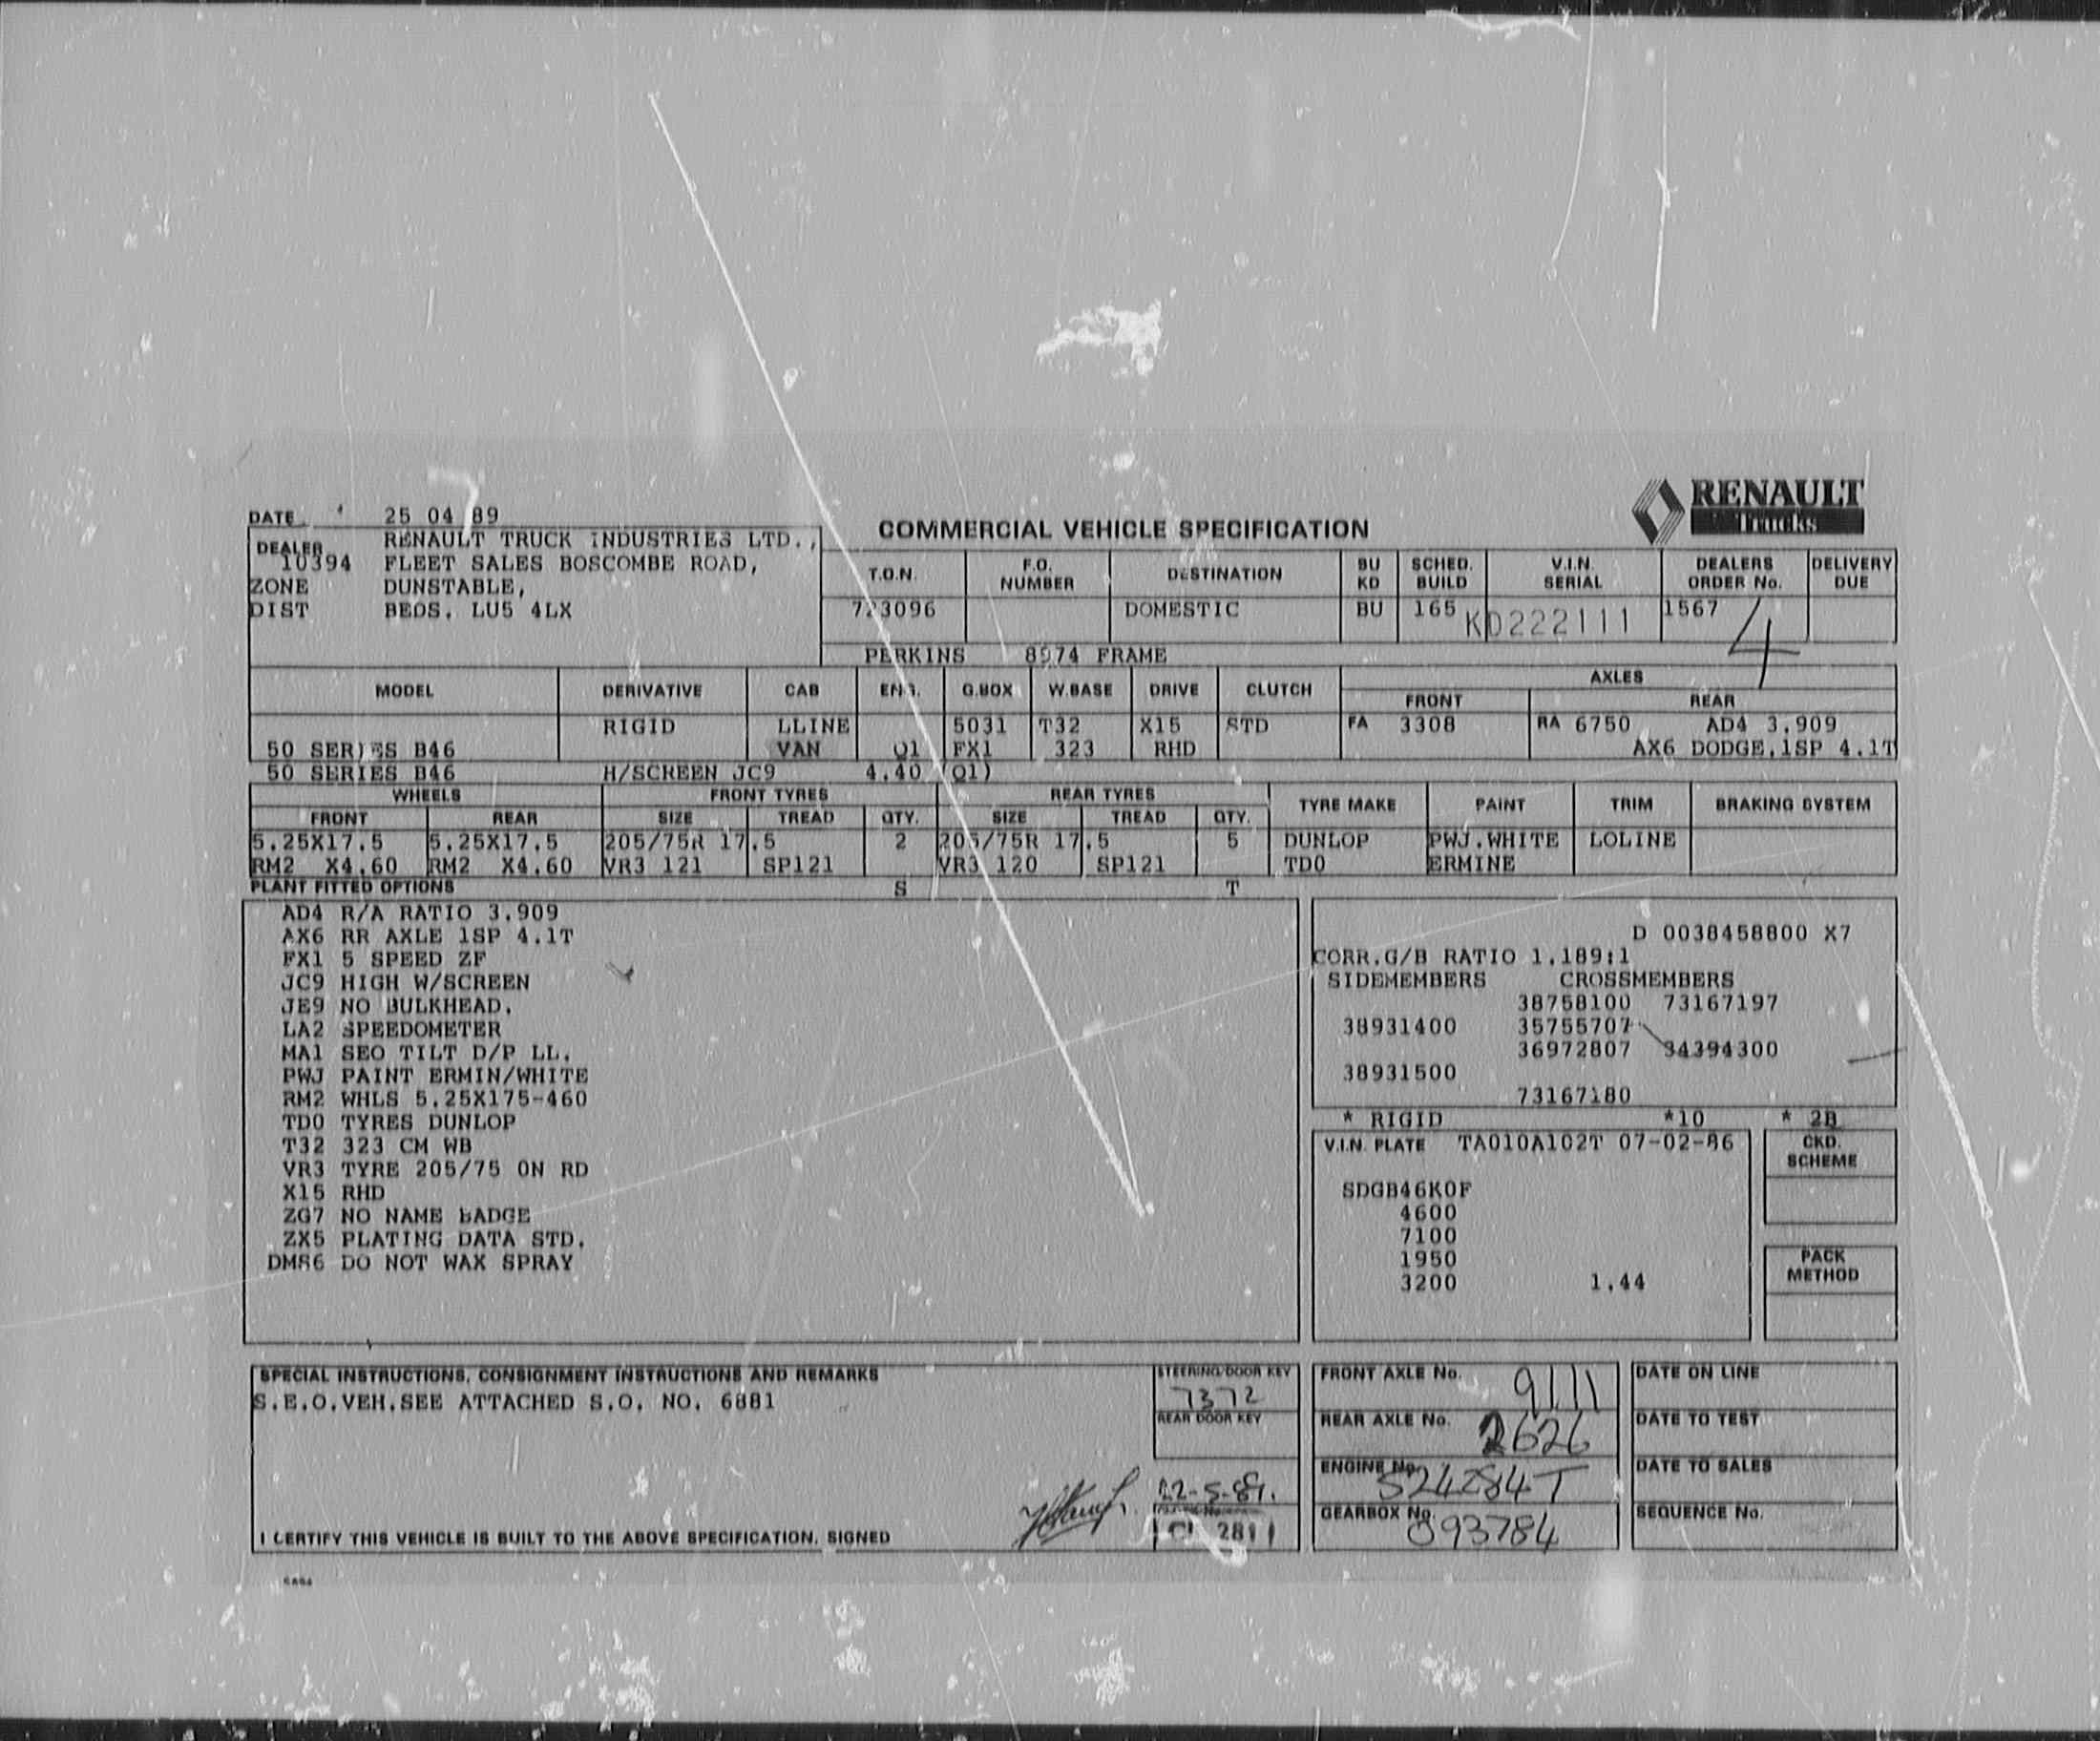 RENAULT
Trucks
DATE 25 04 89
COMMERCIAL VEHICLE SPECIFICATION
DEALER RENAULT TRUCK INDUSTRIES LTD.,
10394 FLEET SALES BOSCOMBE ROAD,
ZONE DUNSTABLE,
DIST BEDS. LU5 4LX
T.O.N. F.O. NUMBER DESTINATION BU KD SCHED. BUILD V.I.N. SERIAL DEALERS ORDER No. DELIVERY DUE
723096 DOMESTIC BU 165 KD222111 1567 4
PERKINS 8974 FRAME
MODEL DERIVATIVE CAB ENG. G.BOX W.BASE DRIVE CLUTCH AXLES
FRONT REAR
RIGID LLINE 5031 T32 X15 STD FA 3308 RA 6750 AD4 3.909
50 SERIES B46 VAN Q1 FX1 323 RHD AX6 DODGE.1SP 4.1T
50 SERIES B46 H/SCREEN JC9 4.40 (Q1)
WHEELS FRONT TYRES REAR TYRES TYRE MAKE PAINT TRIM BRAKING SYSTEM
FRONT REAR SIZE TREAD QTY. SIZE TREAD QTY.
5.25X17.5 5.25X17.5 205/75R 17.5 2 205/75R 17.5 5 DUNLOP PWJ.WHITE LOLINE
RM2 X4.60 RM2 X4.60 VR3 121 SP121 VR3 120 SP121 TD0 ERMINE
PLANT FITTED OPTIONS S T
AD4 R/A RATIO 3.909
AX6 RR AXLE 1SP 4.1T
FX1 5 SPEED ZF
JC9 HIGH W/SCREEN
JE9 NO BULKHEAD.
LA2 SPEEDOMETER
MA1 SEO TILT D/P LL.
PWJ PAINT ERMIN/WHITE
RM2 WHLS 5.25X175-460
TD0 TYRES DUNLOP
T32 323 CM WB
VR3 TYRE 205/75 ON RD
X15 RHD
ZG7 NO NAME BADGE
ZX5 PLATING DATA STD.
DMS6 DO NOT WAX SPRAY
D 0038458800 X7
CORR.G/B RATIO 1.189:1
SIDEMEMBERS CROSSMEMBERS
38758100 73167197
38931400 35755707
36972807 34394300
38931500
73167180
* RIGID *10 * 2B
V.I.N. PLATE TA010A102T 07-02-86
CKD. SCHEME
SDGB46K0F
4600
7100
1950
3200 1.44
PACK METHOD
SPECIAL INSTRUCTIONS, CONSIGNMENT INSTRUCTIONS AND REMARKS
S.E.O.VEH.SEE ATTACHED S.O. NO. 6881
STEERING/DOOR KEY
7372
REAR DOOR KEY
22-5-89.
2811
I CERTIFY THIS VEHICLE IS BUILT TO THE ABOVE SPECIFICATION. SIGNED
FRONT AXLE No. 9111
REAR AXLE No. 2626
ENGINE No. S24284T
GEARBOX No. 093784
DATE ON LINE
DATE TO TEST
DATE TO SALES
SEQUENCE No.